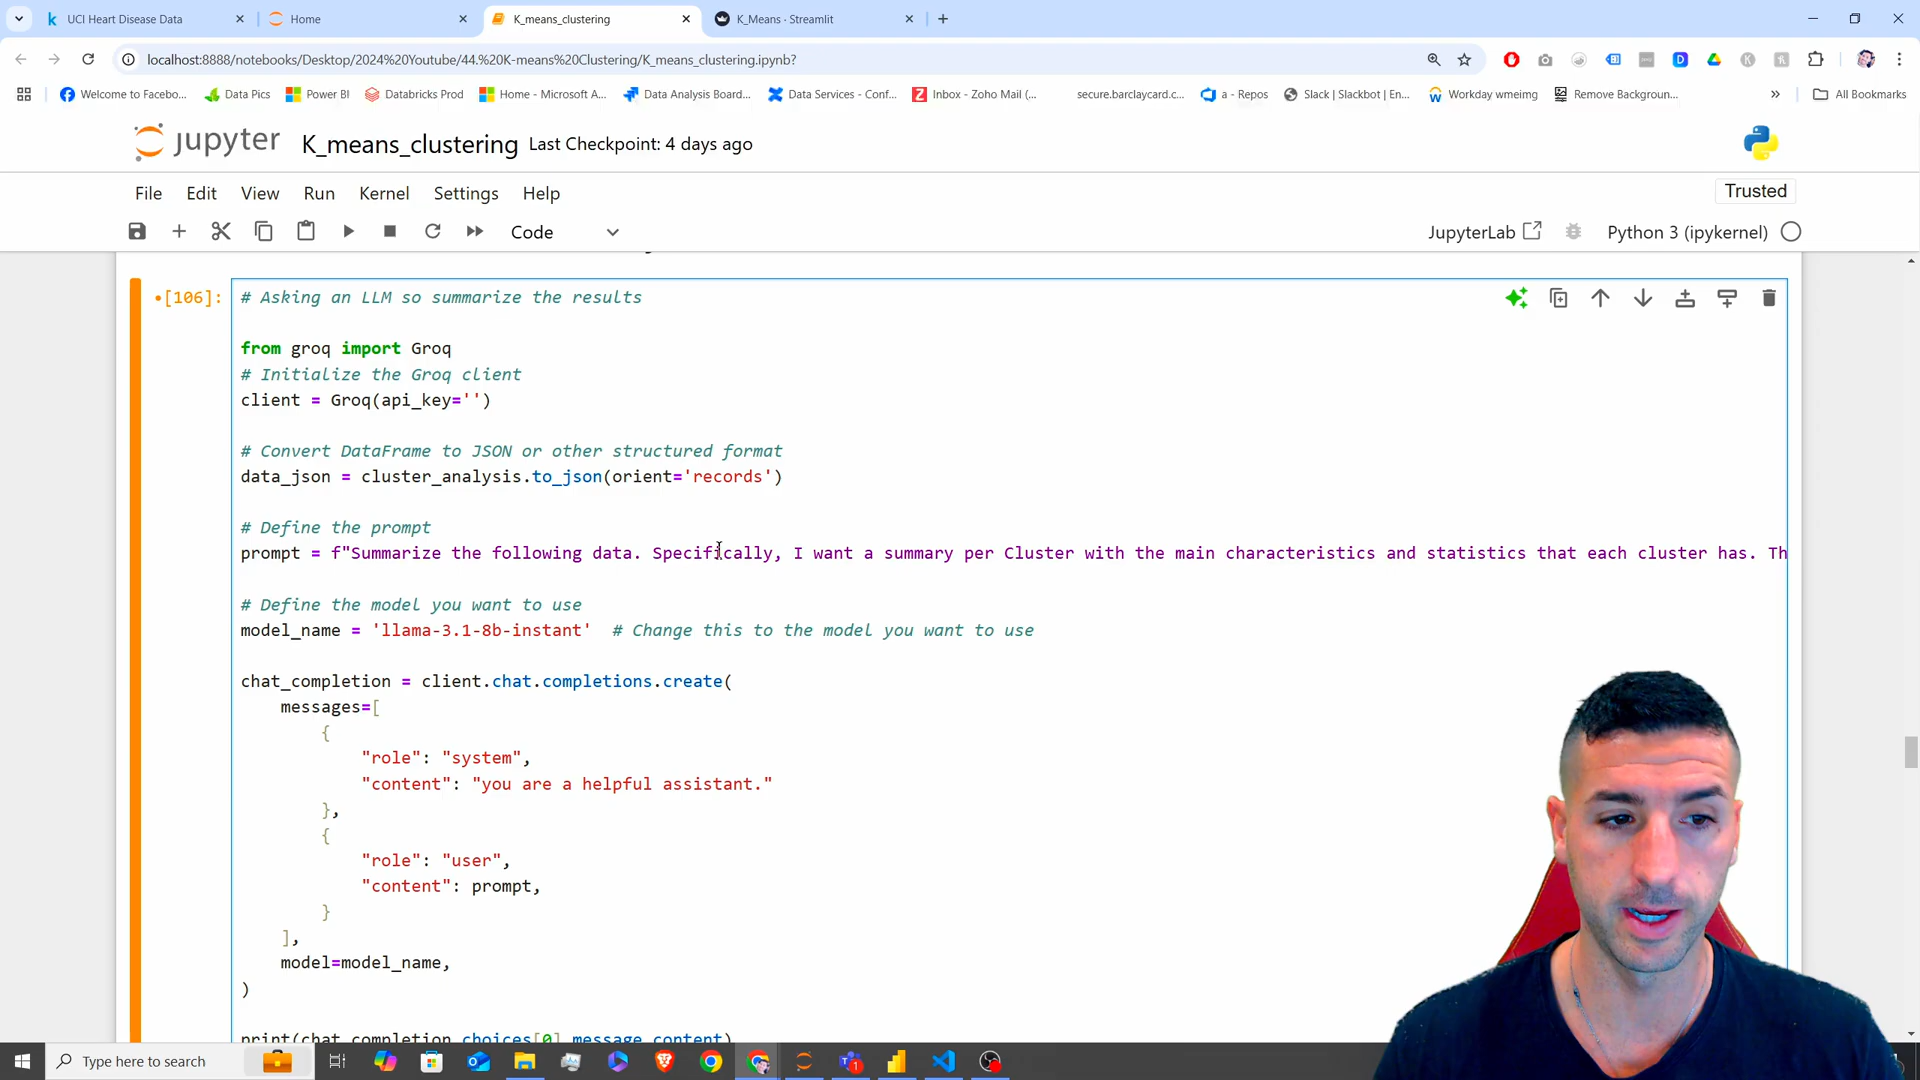 UCI Heart Disease Data
Home
K_means_clustering
K_Means · Streamlit
localhost:8888/notebooks/Desktop/2024%20Youtube/44.%20K-means%20Clustering/K_means_clustering.ipynb?
Welcome to Facebo...
Data Pics
Power BI
Databricks Prod
Home - Microsoft A...
Data Analysis Board...
Data Services - Conf...
Inbox - Zoho Mail (...
secure.barclaycard.c...
a - Repos
Slack | Slackbot | En...
Workday wmeimg
Remove Backgroun...
All Bookmarks
jupyter
K_means_clustering
Last Checkpoint: 4 days ago
File
Edit
View
Run
Kernel
Settings
Help
Trusted
Code
JupyterLab
Python 3 (ipykernel)
[106]:
# Asking an LLM so summarize the results
from groq import Groq
# Initialize the Groq client
client = Groq(api_key='')
# Convert DataFrame to JSON or other structured format
data_json = cluster_analysis.to_json(orient='records')
# Define the prompt
prompt = f"Summarize the following data. Specifically, I want a summary per Cluster with the main characteristics and statistics that each cluster has. Th
# Define the model you want to use
model_name = 'llama-3.1-8b-instant'  # Change this to the model you want to use
chat_completion = client.chat.completions.create(
messages=[
{
"role": "system",
"content": "you are a helpful assistant."
},
{
"role": "user",
"content": prompt,
}
],
model=model_name,
)
print(chat_completion.choices[0].message.content)
Type here to search